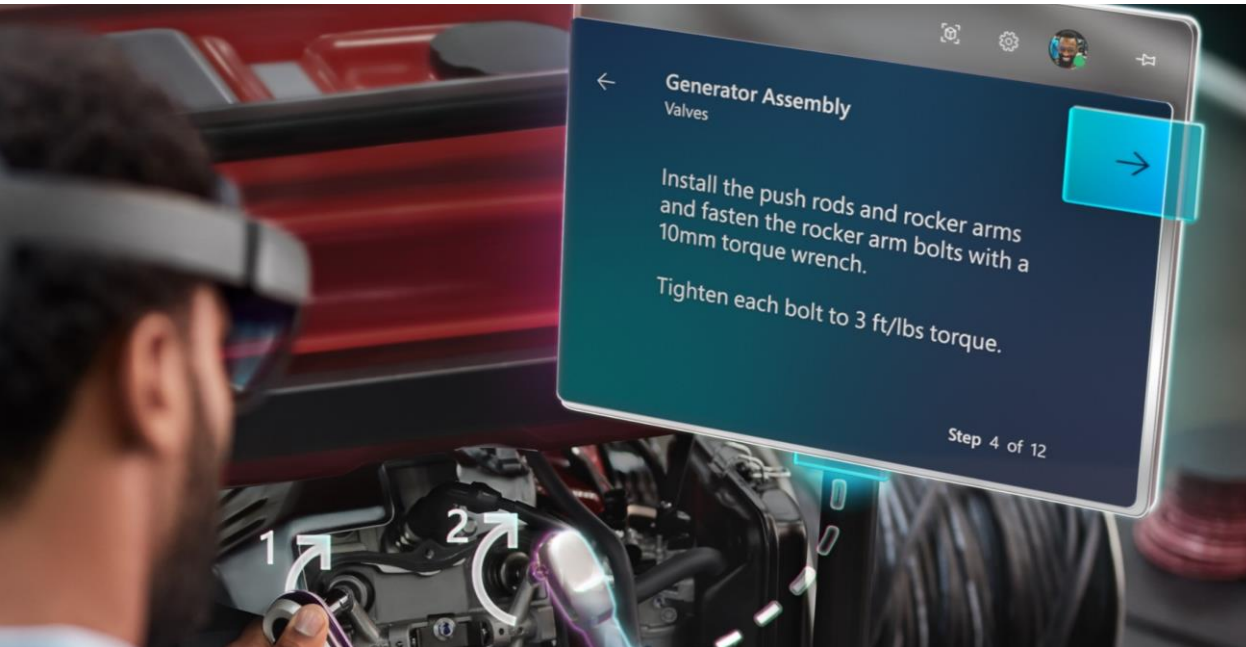 Generator Assembly
Valves
Install the push rods and rocker arms
and fasten the rocker arm bolts with a
10mm torque wrench.
Tighten each bolt to 3 ft/lbs torque.
Step 4 of 12
1
2